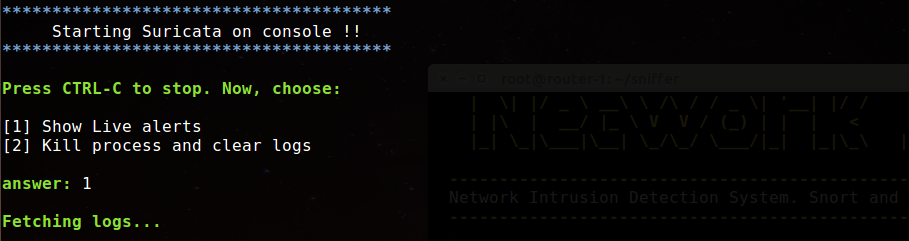 ***************************************
Starting Suricata on console !!
***************************************
Press CTRL-C to stop. Now, choose:
[1] Show Live alerts
[2] Kill process and clear logs
answer: 1
Fetching logs...
root@router-1: ~/sniffer
Network
Network Intrusion Detection System. Snort and